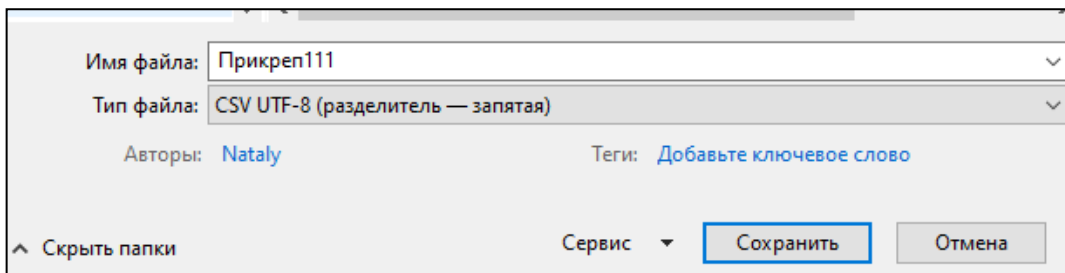 Имя файла: Прикреп111
Тип файла: CSV UTF-8 (разделитель — запятая)
Авторы: Nataly Теги: Добавьте ключевое слово
Скрыть папки Сервис Сохранить Отмена